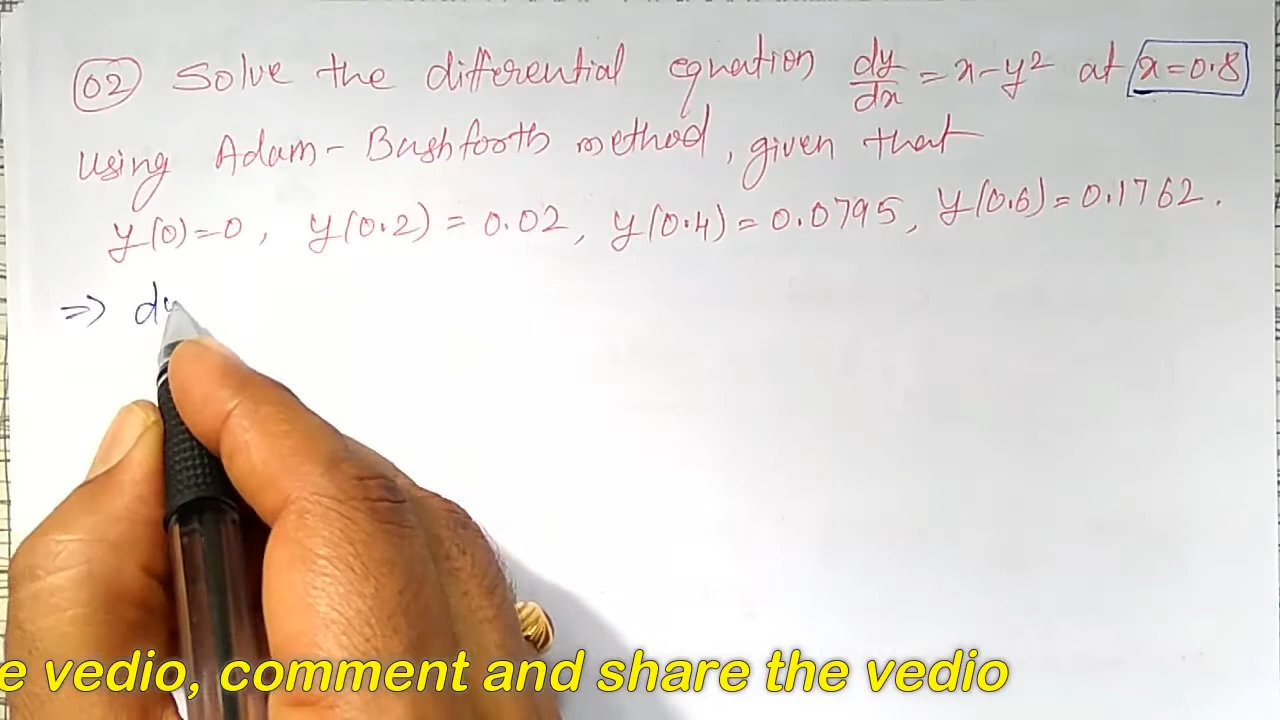 02 Solve the differential equation dy/dx = x-y² at x=0.8
Using Adam-Bashforth method, given that
y(0)=0, y(0.2) = 0.02, y(0.4) = 0.0795, y(0.6) = 0.1762.
=> dy
e vedio, comment and share the vedio